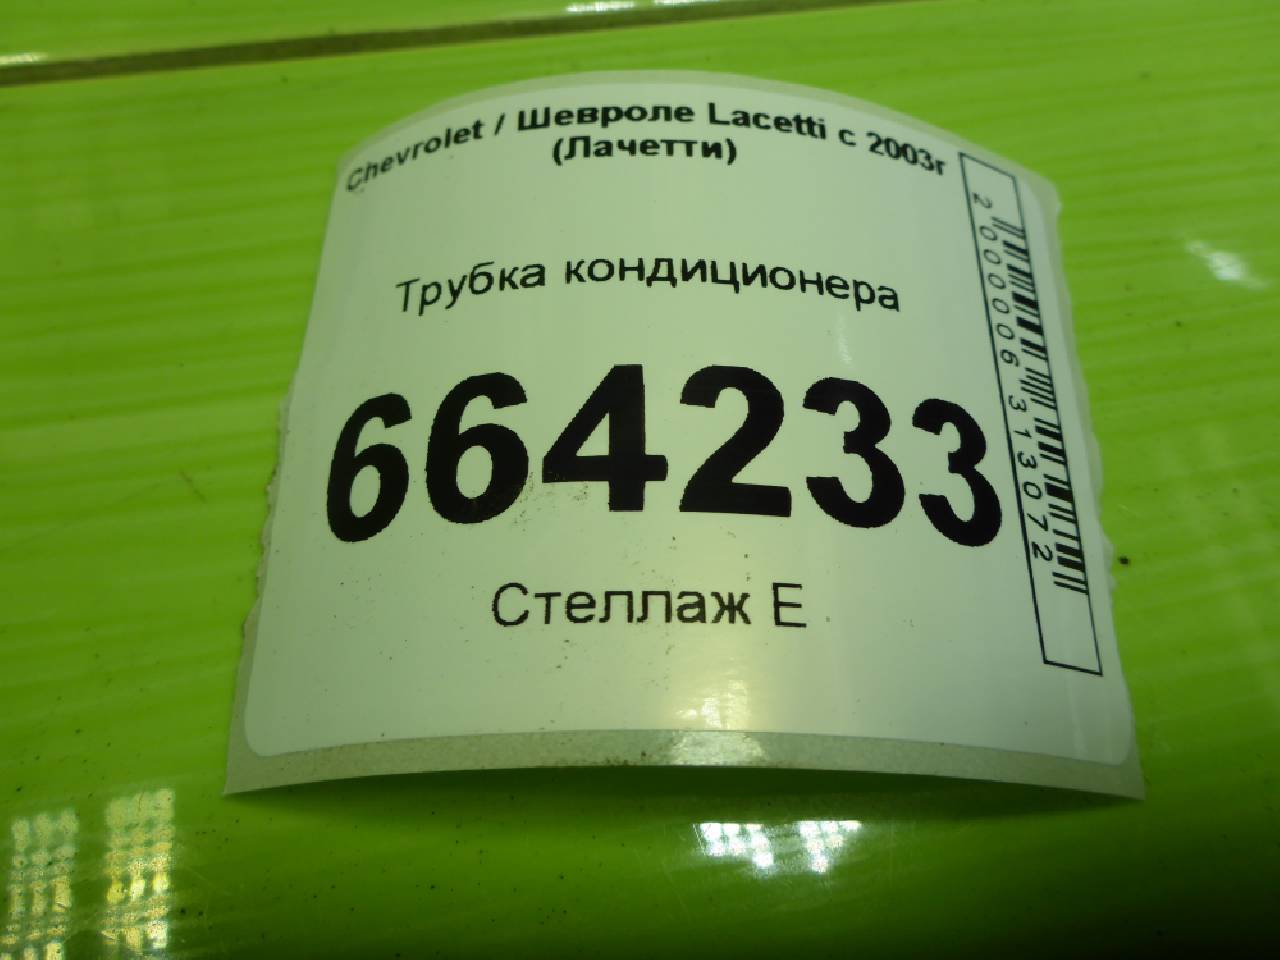 Chevrolet / Шевроле Lacetti с 2003г
(Лачетти)
Трубка кондиционера
664233
Стеллаж Е
2000006313072